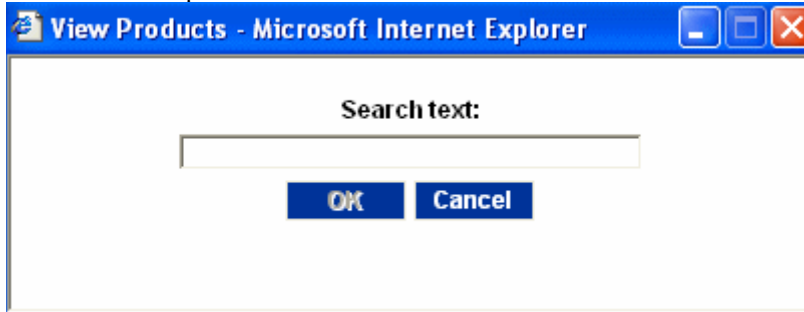 View Products - Microsoft Internet Explorer
Search text:
OK Cancel